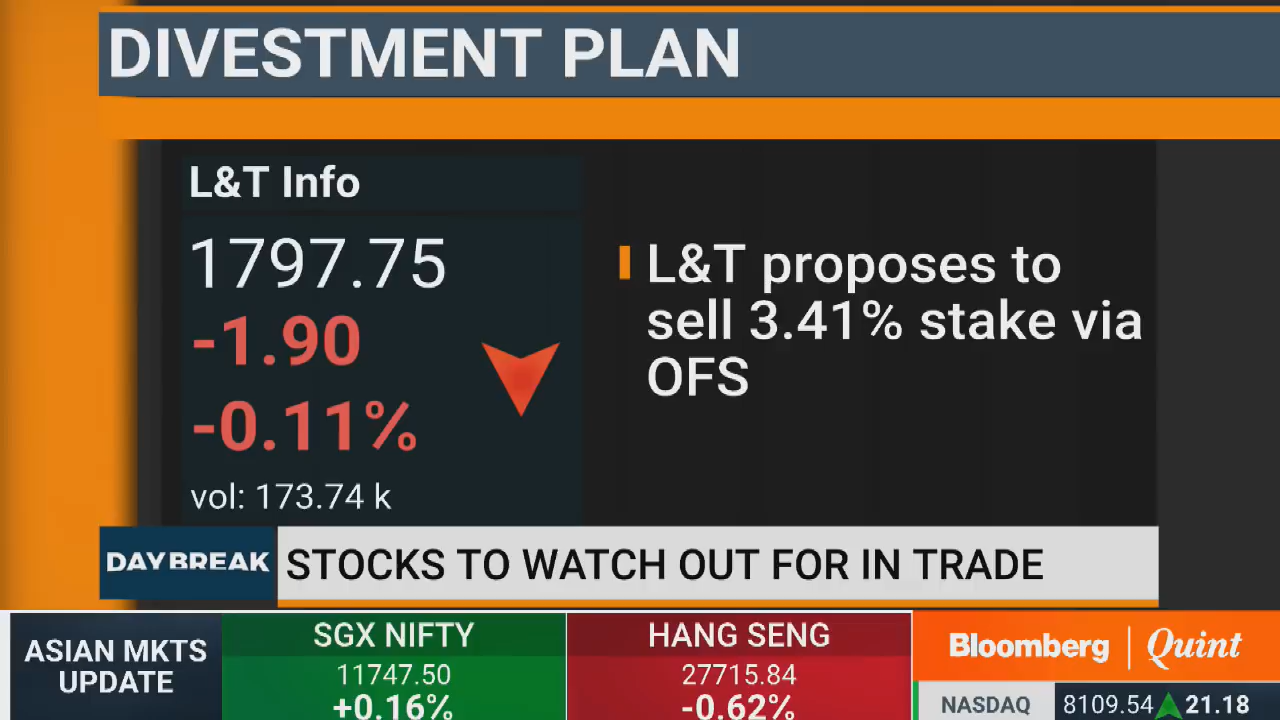 DIVESTMENT PLAN
L&T Info
1797.75
-1.90
-0.11%
vol: 173.74 k
L&T proposes to
sell 3.41% stake via
OFS
DAYBREAK
STOCKS TO WATCH OUT FOR IN TRADE
ASIAN MKTS
UPDATE
SGX NIFTY
11747.50
+0.16%
HANG SENG
27715.84
-0.62%
Bloomberg | Quint
NASDAQ 8109.54 21.18